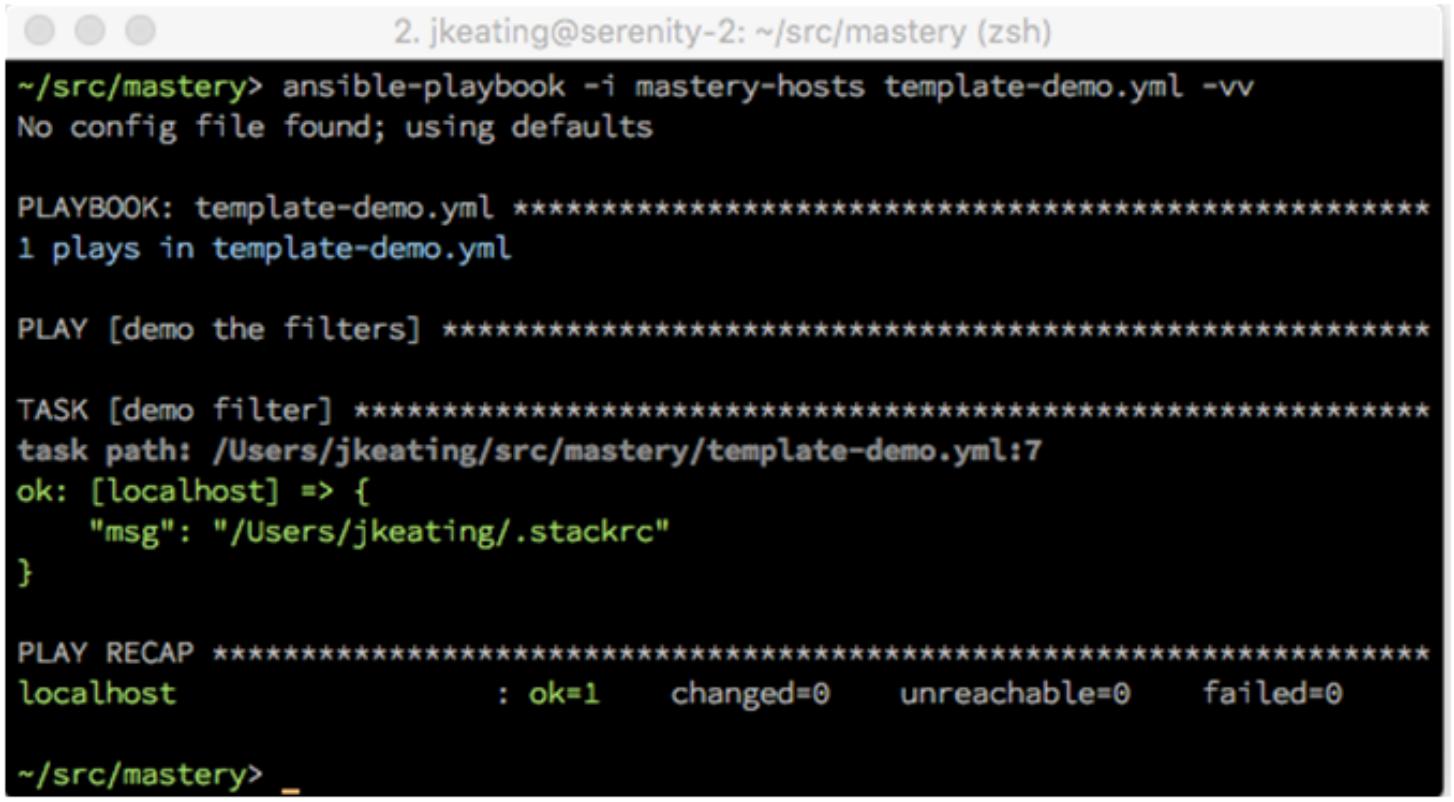 2. jkeating@serenity-2: ~/src/mastery (zsh)
~/src/mastery> ansible-playbook -i mastery-hosts template-demo.yml -vv
No config file found; using defaults

PLAYBOOK: template-demo.yml ****************************************************
1 plays in template-demo.yml

PLAY [demo the filters] ********************************************************

TASK [demo filter] *************************************************************
task path: /Users/jkeating/src/mastery/template-demo.yml:7
ok: [localhost] => {
    "msg": "/Users/jkeating/.stackrc"
}

PLAY RECAP *********************************************************************
localhost                  : ok=1    changed=0    unreachable=0    failed=0

~/src/mastery> _